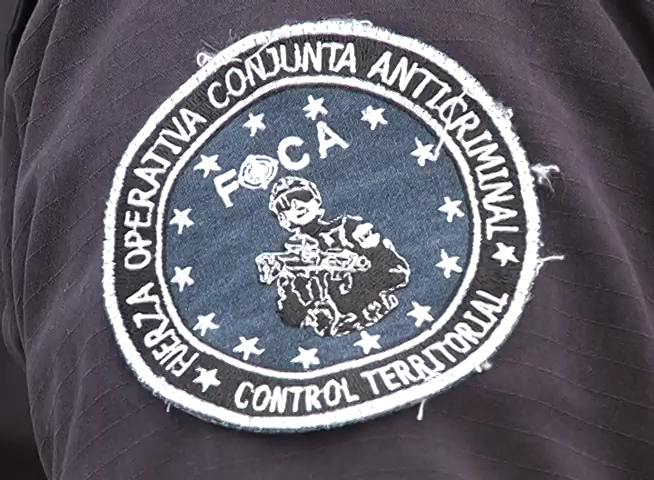 FUERZA OPERATIVA CONJUNTA ANTICRIMINAL
FOCA
CONTROL TERRITORIAL